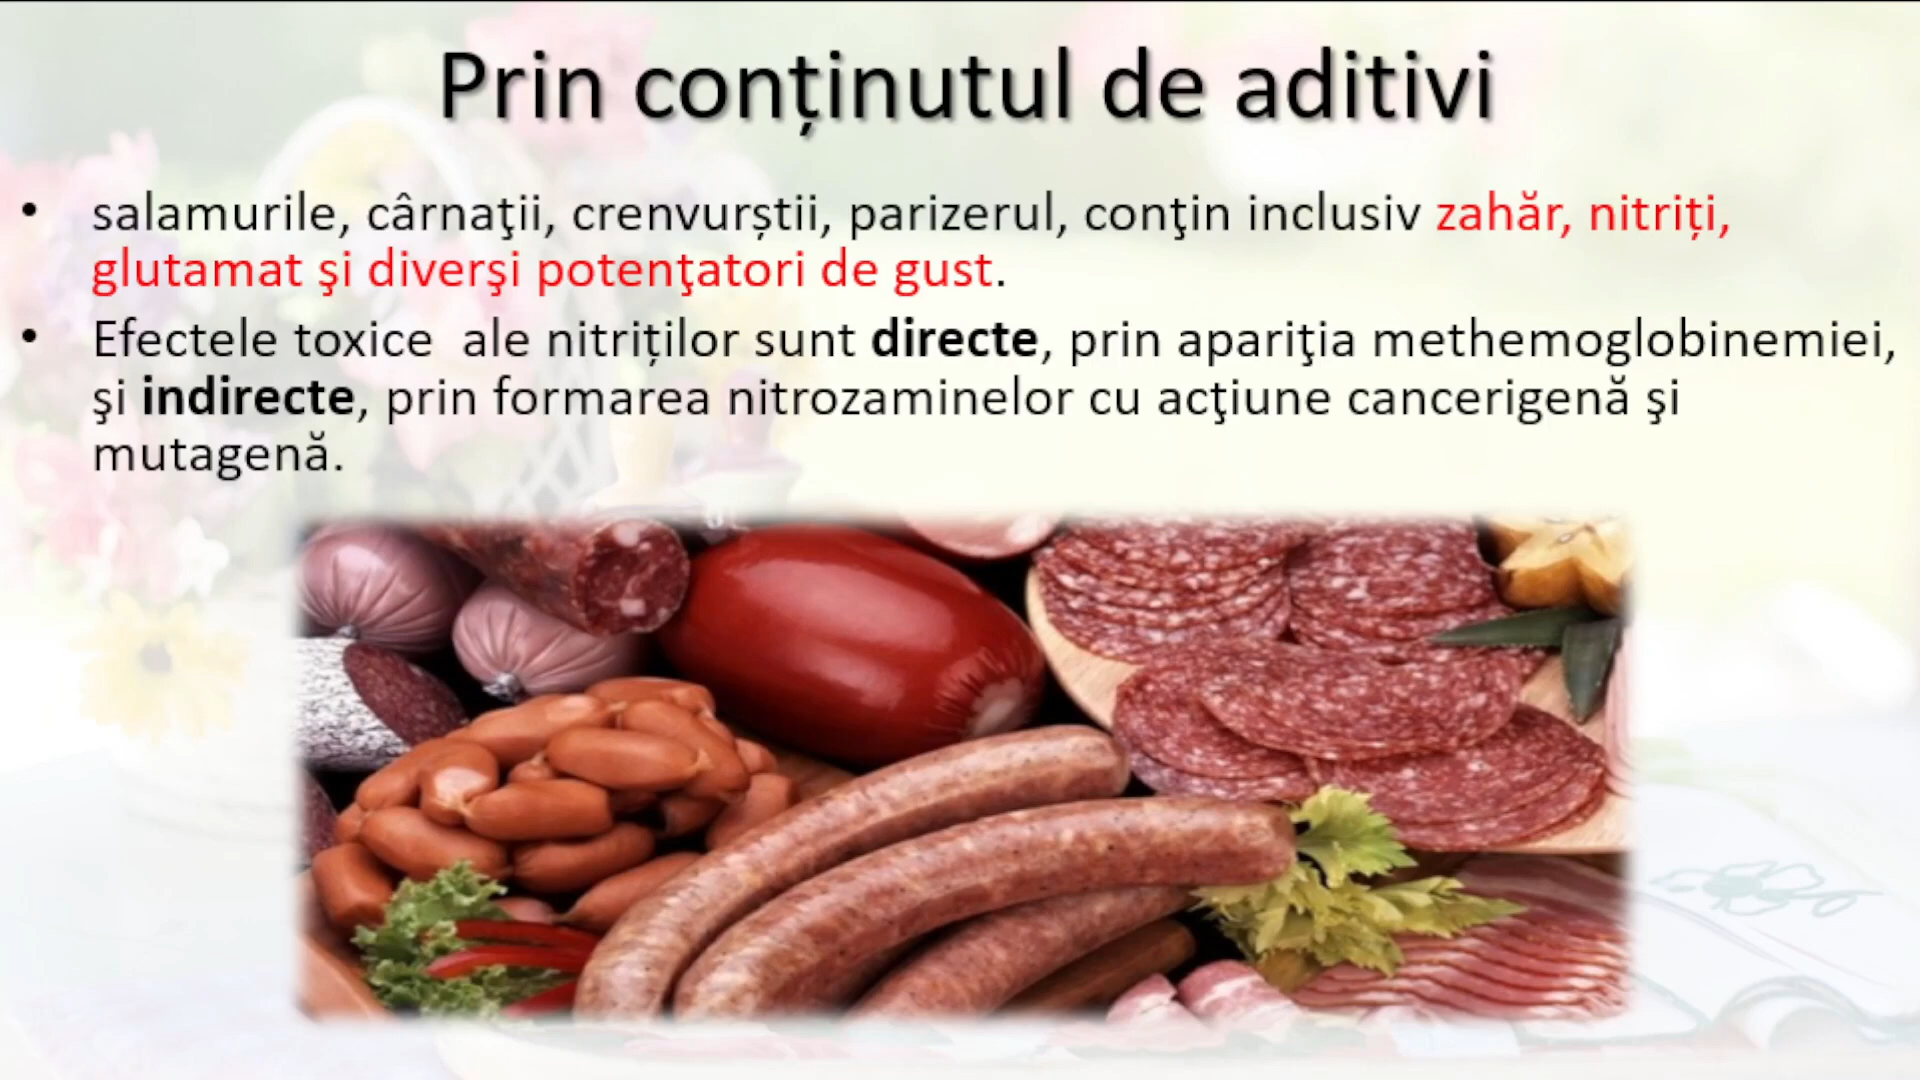 Prin conținutul de aditivi
• salamurile, cârnaţii, crenvurștii, parizerul, conţin inclusiv zahăr, nitriți,
glutamat şi diverşi potenţatori de gust.
• Efectele toxice  ale nitriților sunt directe, prin apariţia methemoglobinemiei,
şi indirecte, prin formarea nitrozaminelor cu acţiune cancerigenă şi
mutagenă.